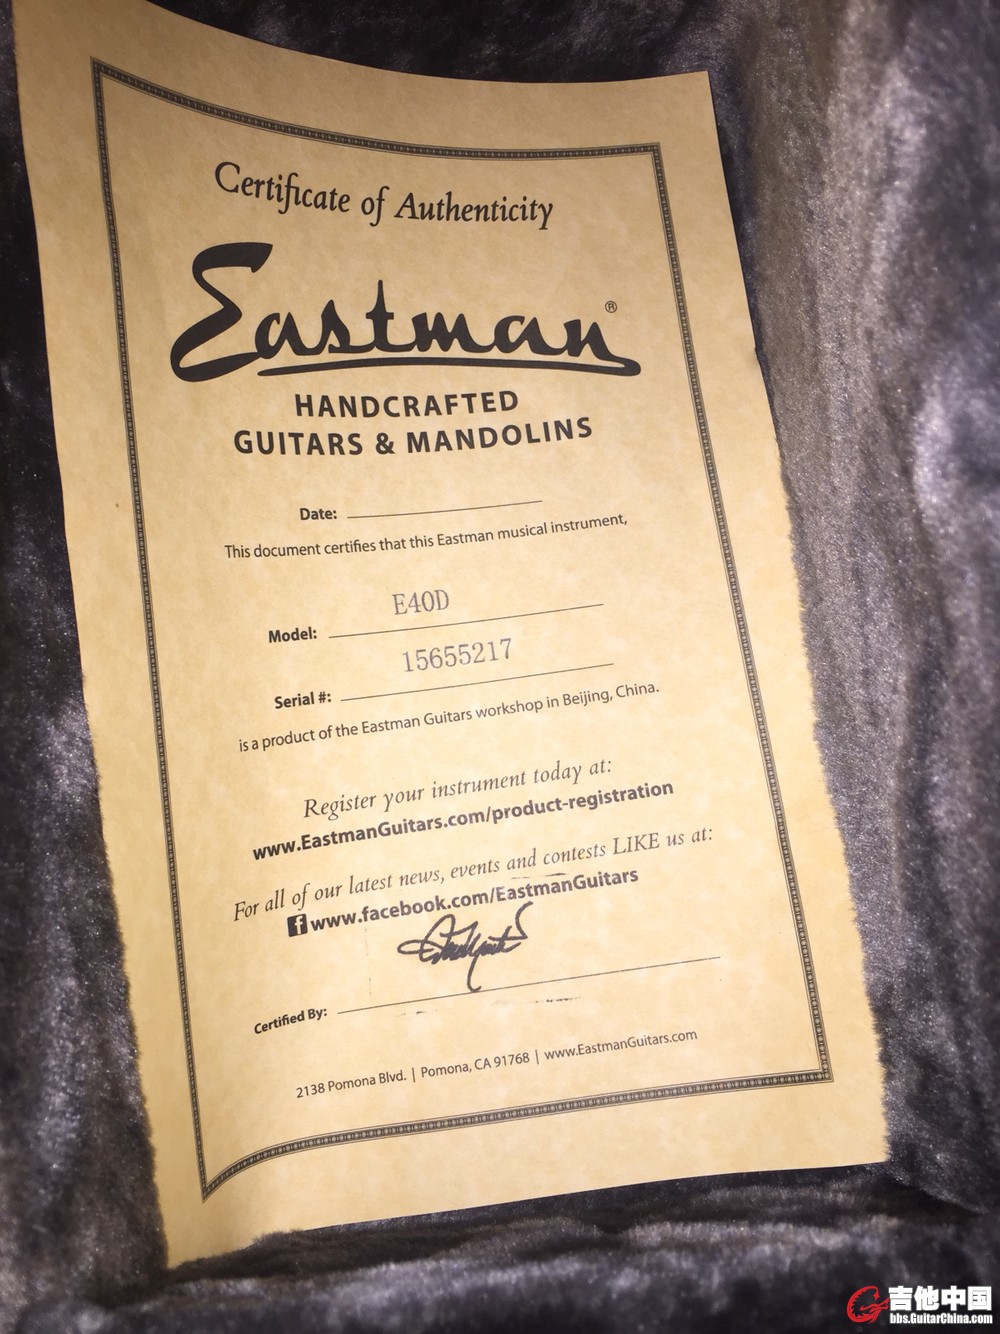 Certificate of Authenticity
Eastman®
HANDCRAFTED
GUITARS & MANDOLINS
Date:
This document certifies that this Eastman musical instrument,
Model: E40D
Serial #: 15655217
is a product of the Eastman Guitars workshop in Beijing, China.
Register your instrument today at:
www.EastmanGuitars.com/product-registration
For all of our latest news, events and contests LIKE us at:
f www.facebook.com/EastmanGuitars
Certified By:
2138 Pomona Blvd. | Pomona, CA 91768 | www.EastmanGuitars.com
吉他中国
bbs.GuitarChina.com